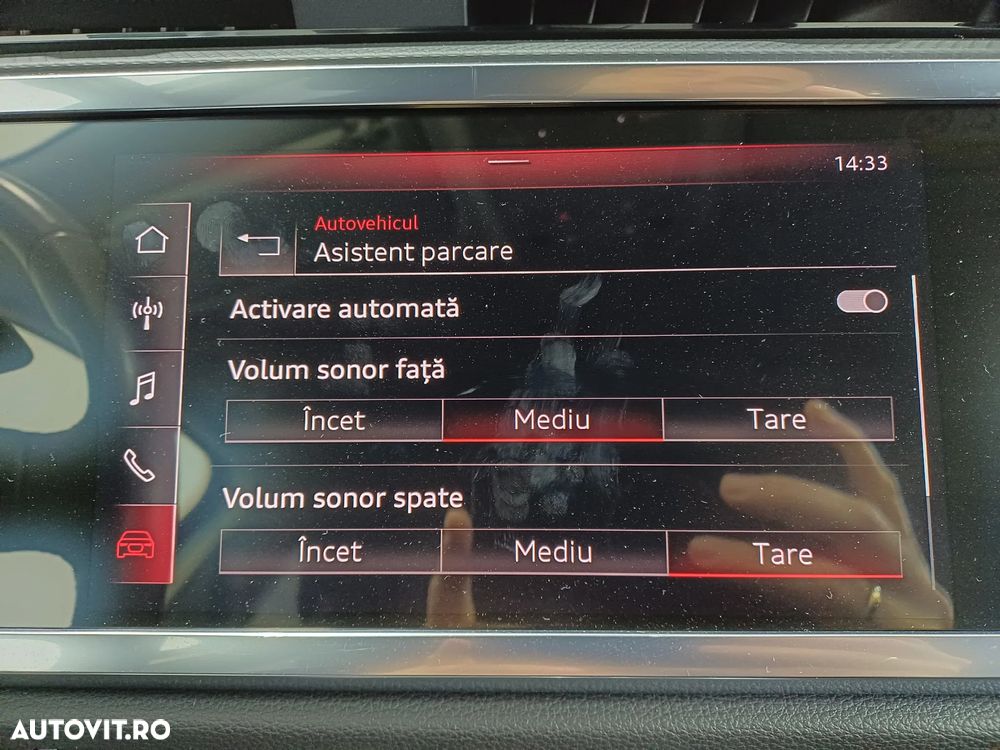 14:33
Autovehicul
Asistent parcare
Activare automată
Volum sonor față
Încet Mediu Tare
Volum sonor spate
Încet Mediu Tare
AUTOVIT.RO